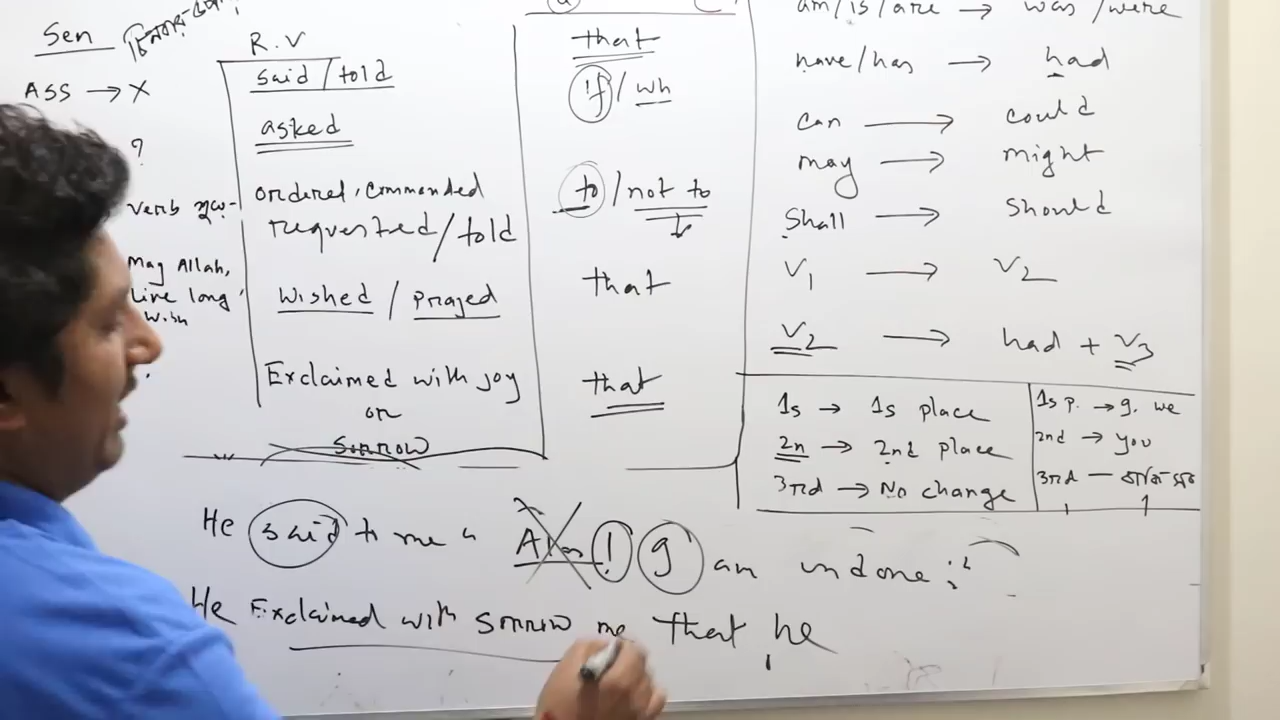 Sen
R.V
ASS → X
said/told
asked
?
ordered, commanded
requested/told
verb মূল-
May Allah,
Live long
wish
wished / prayed
Exclaimed with joy
or
sorrow
that
if/wh
to/not to
that
that
am/is/are → was/were
have/has → had
can → could
may → might
Shall → should
V1 → V2
V2 → had + V3
1s → 1s place
2n → 2nd place
3rd → No change
1s p. → I, we
2nd → you
3rd —
He said to me " Alas! I am undone."
He Exclaimed with sorrow me that he